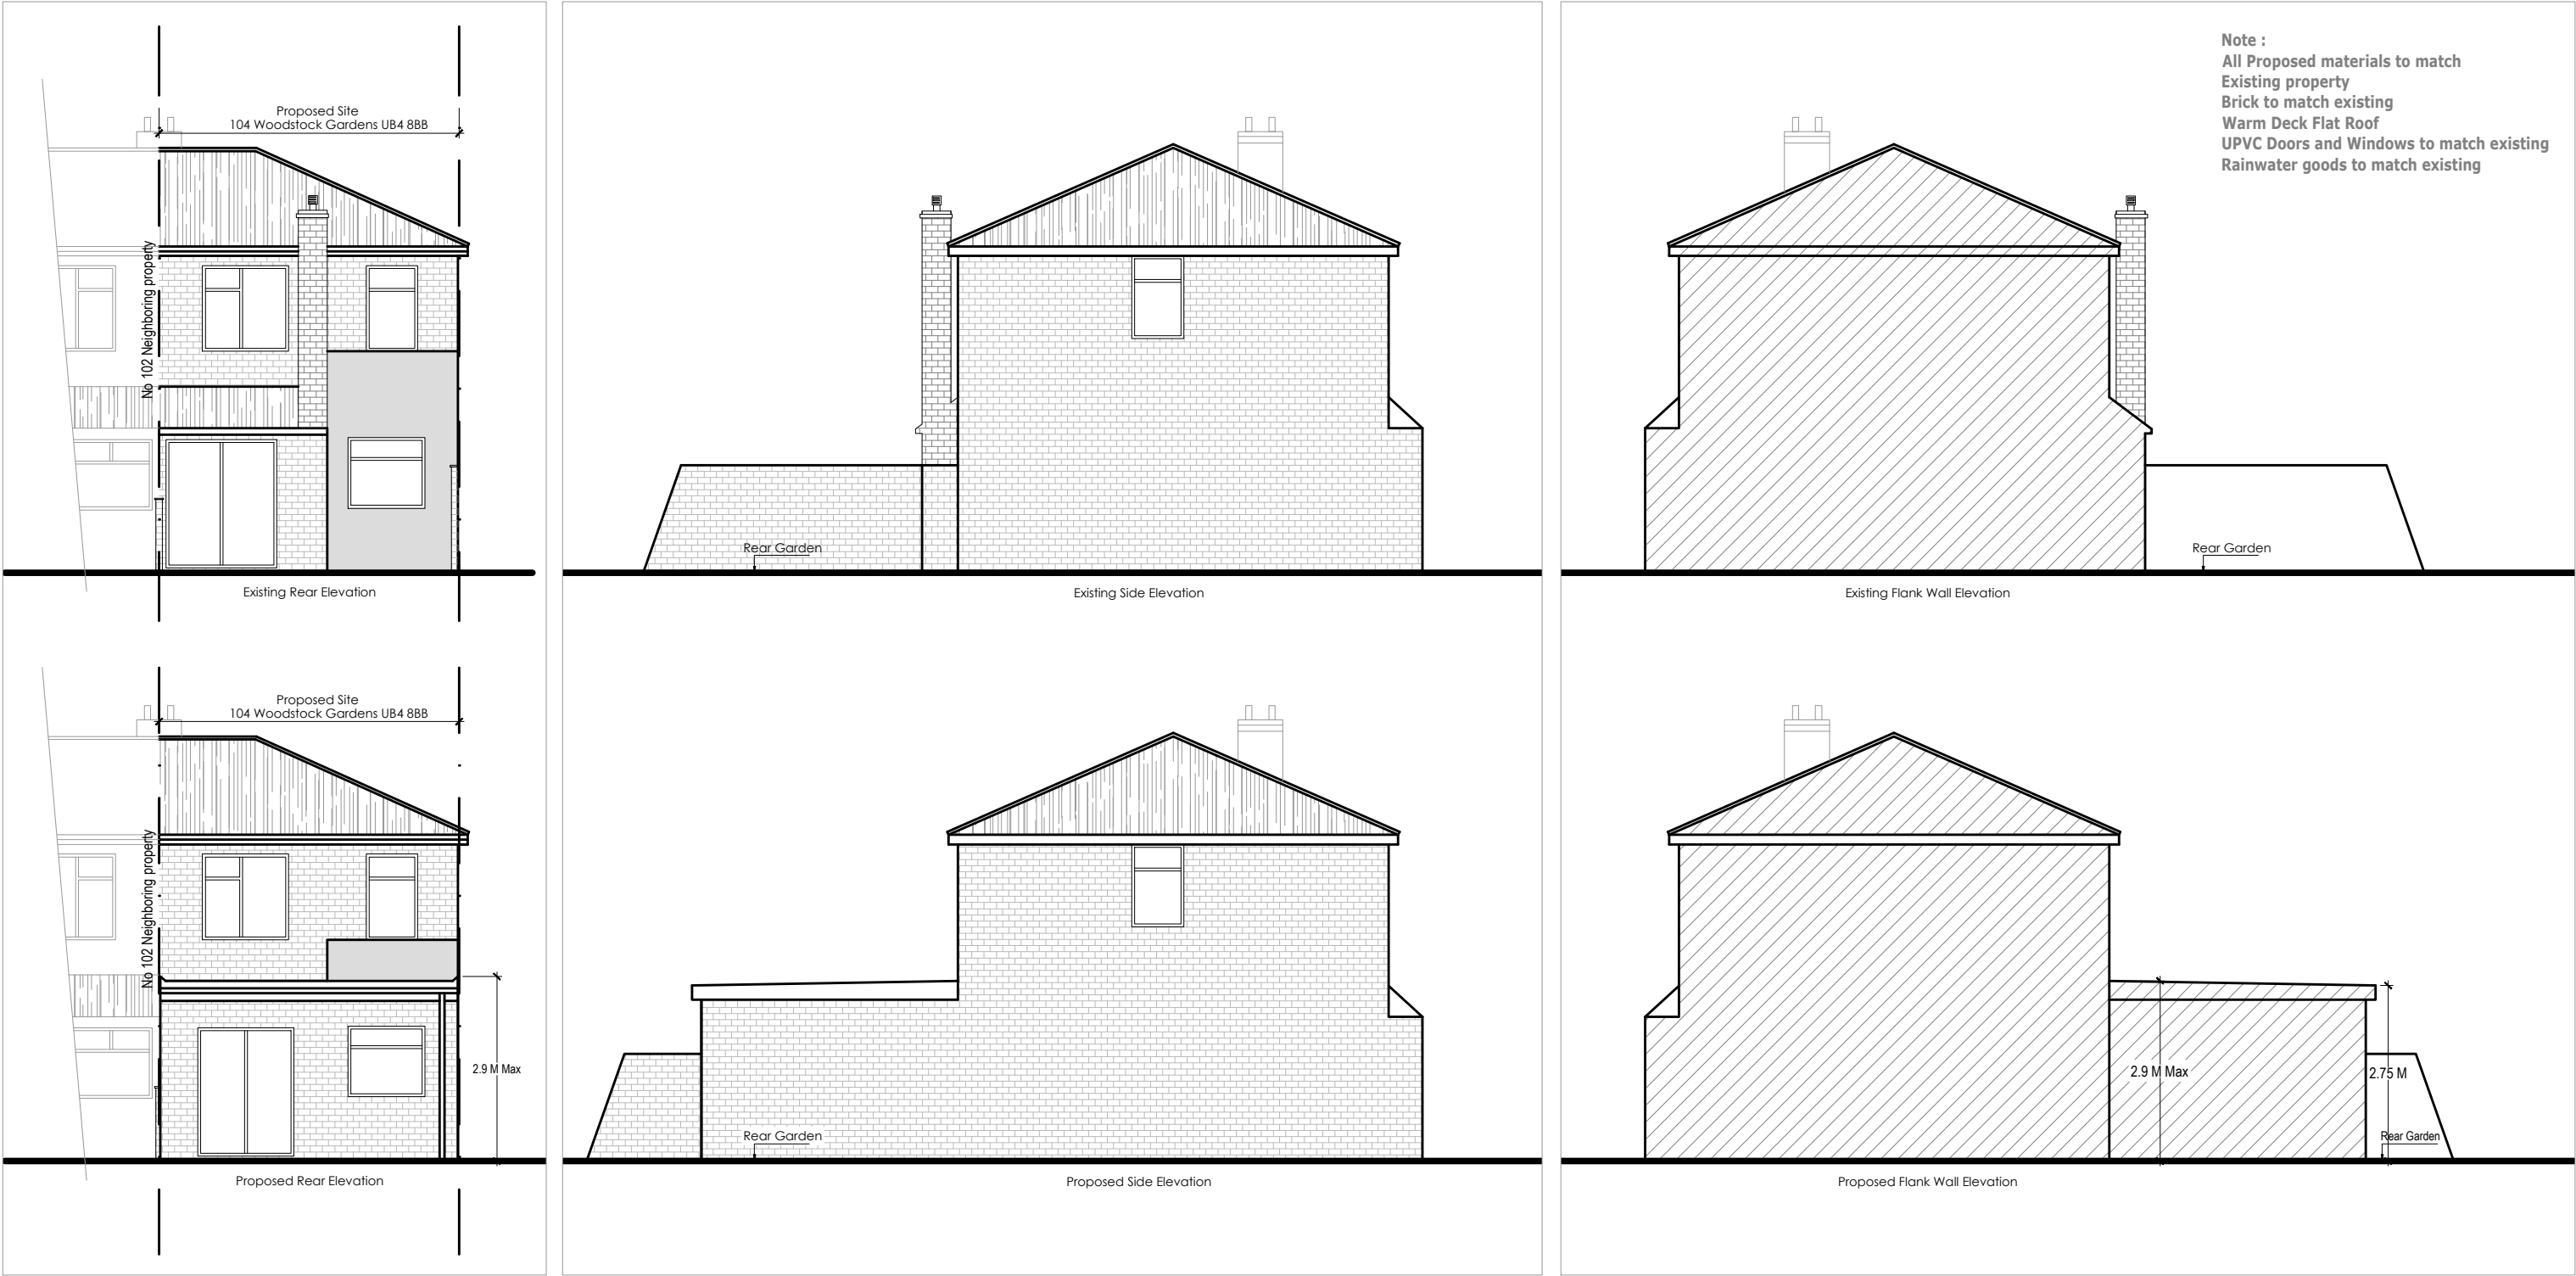 Proposed Site
104 Woodstock Gardens UB4 8BB
No 102 Neighboring property
Existing Rear Elevation
Rear Garden
Existing Side Elevation
Note :
All Proposed materials to match
Existing property
Brick to match existing
Warm Deck Flat Roof
UPVC Doors and Windows to match existing
Rainwater goods to match existing
Rear Garden
Existing Flank Wall Elevation
Proposed Site
104 Woodstock Gardens UB4 8BB
No 102 Neighboring property
2.9 M Max
Proposed Rear Elevation
Rear Garden
Proposed Side Elevation
2.9 M Max
2.75 M
Rear Garden
Proposed Flank Wall Elevation